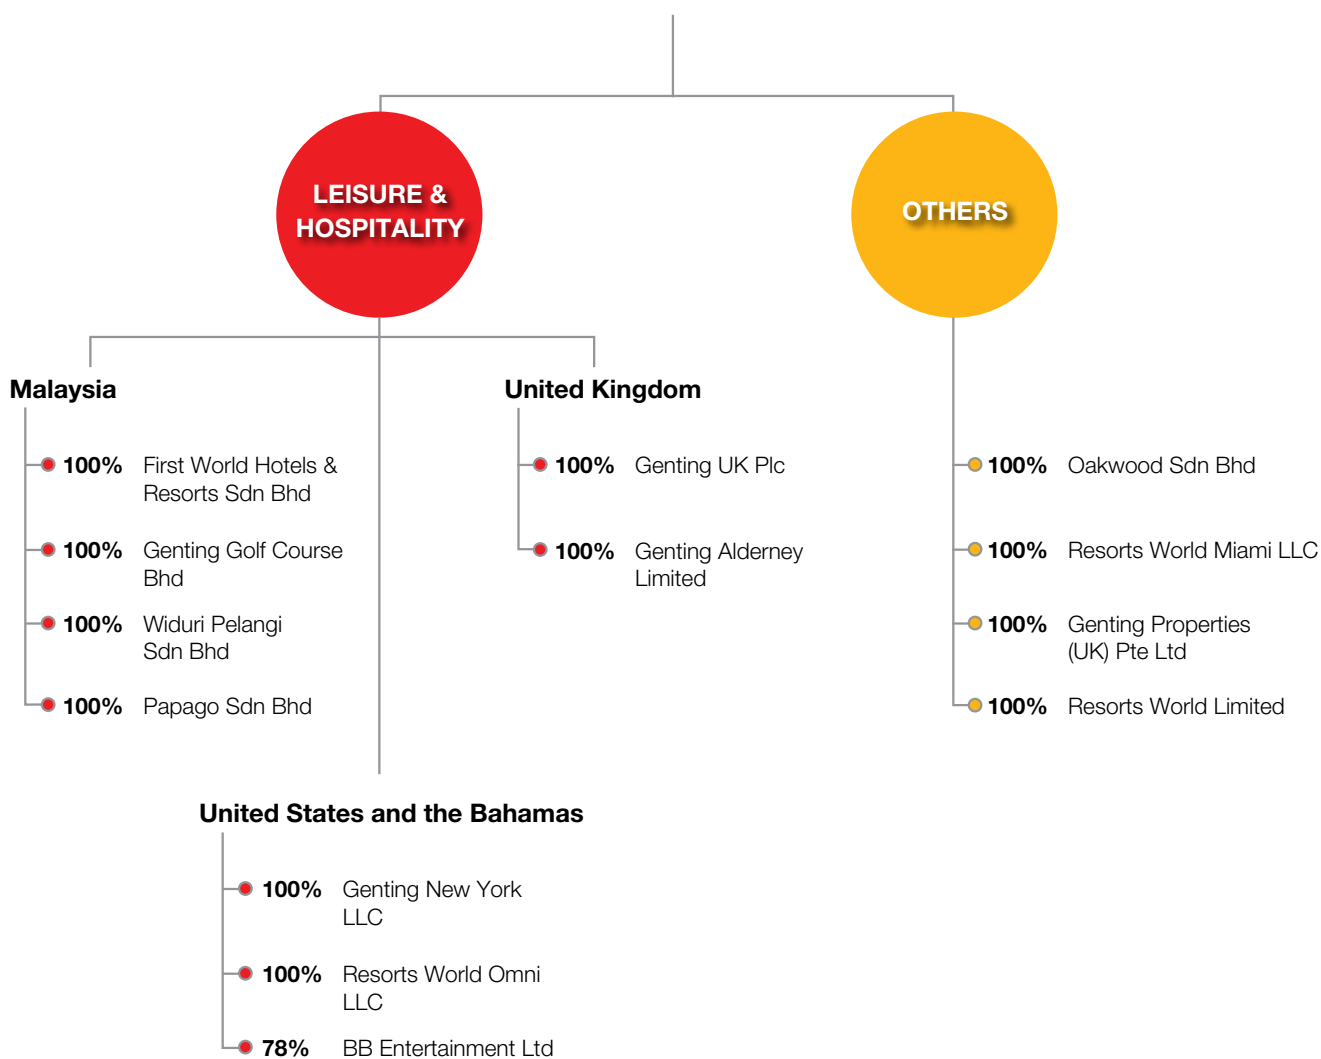 LEISURE &
HOSPITALITY
OTHERS
Malaysia
100% First World Hotels &
Resorts Sdn Bhd
100% Genting Golf Course
Bhd
100% Widuri Pelangi
Sdn Bhd
100% Papago Sdn Bhd
United Kingdom
100% Genting UK Plc
100% Genting Alderney
Limited
100% Oakwood Sdn Bhd
100% Resorts World Miami LLC
100% Genting Properties
(UK) Pte Ltd
100% Resorts World Limited
United States and the Bahamas
100% Genting New York
LLC
100% Resorts World Omni
LLC
78% BB Entertainment Ltd